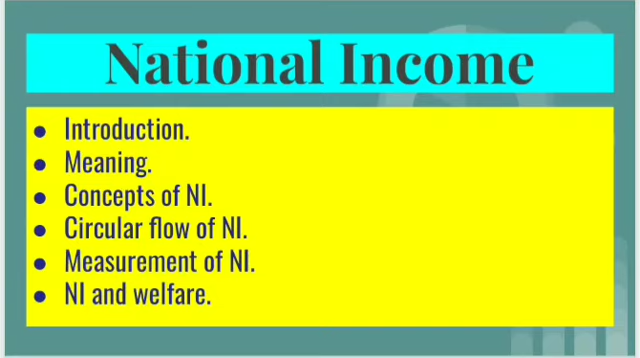 National Income
● Introduction.
● Meaning.
● Concepts of NI.
● Circular flow of NI.
● Measurement of NI.
● NI and welfare.